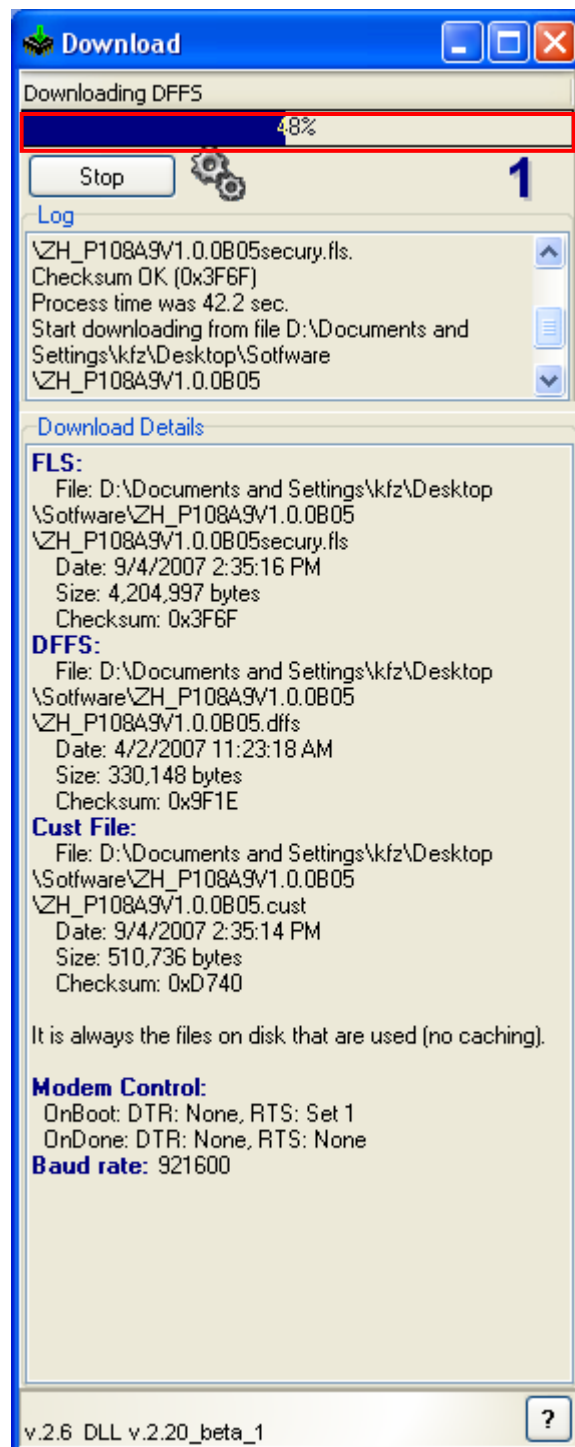 Download
Downloading DFFS
48%
Stop
1
Log
\ZH_P108A9V1.0.0B05secury.fls.
Checksum OK (0x3F6F)
Process time was 42.2 sec.
Start downloading from file D:\Documents and
Settings\kfz\Desktop\Sotfware
\ZH_P108A9V1.0.0B05
Download Details
FLS:
File: D:\Documents and Settings\kfz\Desktop
\Sotfware\ZH_P108A9V1.0.0B05
\ZH_P108A9V1.0.0B05secury.fls
Date: 9/4/2007 2:35:16 PM
Size: 4,204,997 bytes
Checksum: 0x3F6F
DFFS:
File: D:\Documents and Settings\kfz\Desktop
\Sotfware\ZH_P108A9V1.0.0B05
\ZH_P108A9V1.0.0B05.dffs
Date: 4/2/2007 11:23:18 AM
Size: 330,148 bytes
Checksum: 0x9F1E
Cust File:
File: D:\Documents and Settings\kfz\Desktop
\Sotfware\ZH_P108A9V1.0.0B05
\ZH_P108A9V1.0.0B05.cust
Date: 9/4/2007 2:35:14 PM
Size: 510,736 bytes
Checksum: 0xD740
It is always the files on disk that are used (no caching).
Modem Control:
OnBoot: DTR: None, RTS: Set 1
OnDone: DTR: None, RTS: None
Baud rate: 921600
v.2.6 DLL v.2.20_beta_1
?